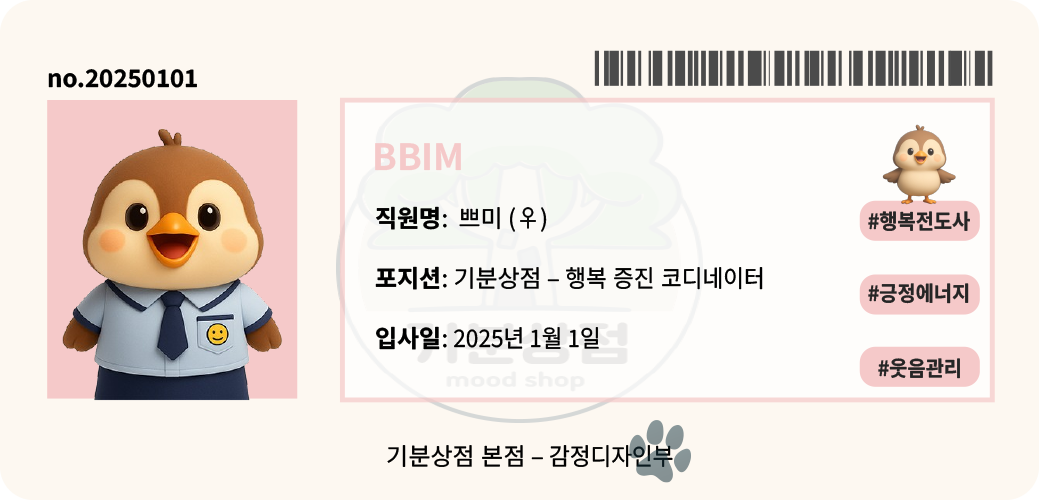 no.20250101
BBIM
직원명: 쁘미 (우)
포지션: 기분상점 – 행복 증진 코디네이터
입사일: 2025년 1월 1일
기분상점
mood shop
#행복전도사
#긍정에너지
#웃음관리
기분상점 본점 – 감정디자인부